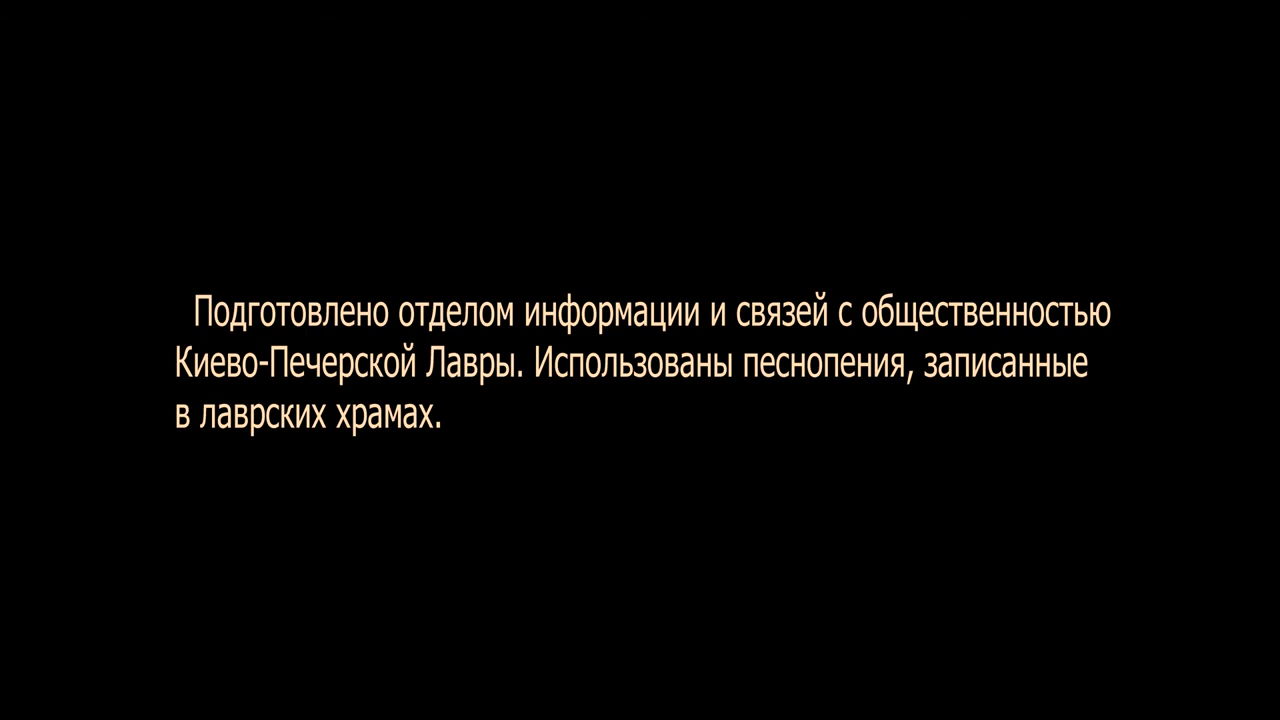 Подготовлено отделом информации и связей с общественностью
Киево-Печерской Лавры. Использованы песнопения, записанные
в лаврских храмах.